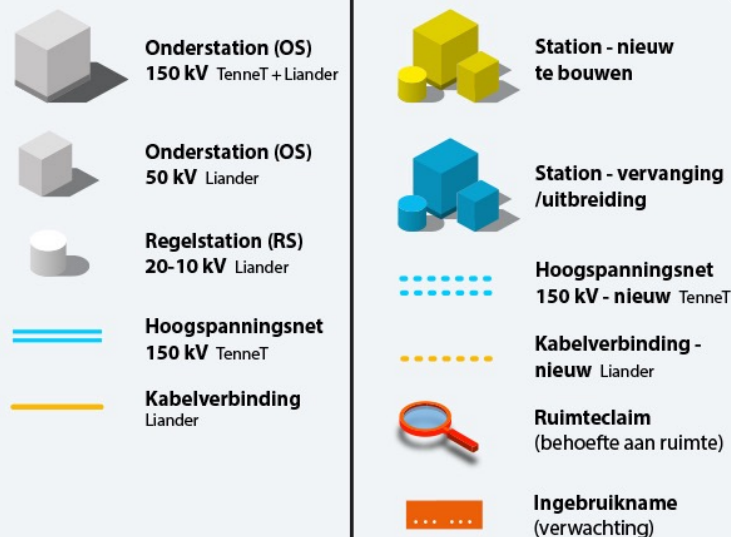 Onderstation (OS)
150 kV TenneT + Liander
Onderstation (OS)
50 kV Liander
Regelstation (RS)
20-10 kV Liander
Hoogspanningsnet
150 kV TenneT
Kabelverbinding
Liander
Station - nieuw
te bouwen
Station - vervanging
/uitbreiding
Hoogspanningsnet
150 kV - nieuw TenneT
Kabelverbinding -
nieuw Liander
Ruimteclaim
(behoefte aan ruimte)
Ingebruikname
(verwachting)